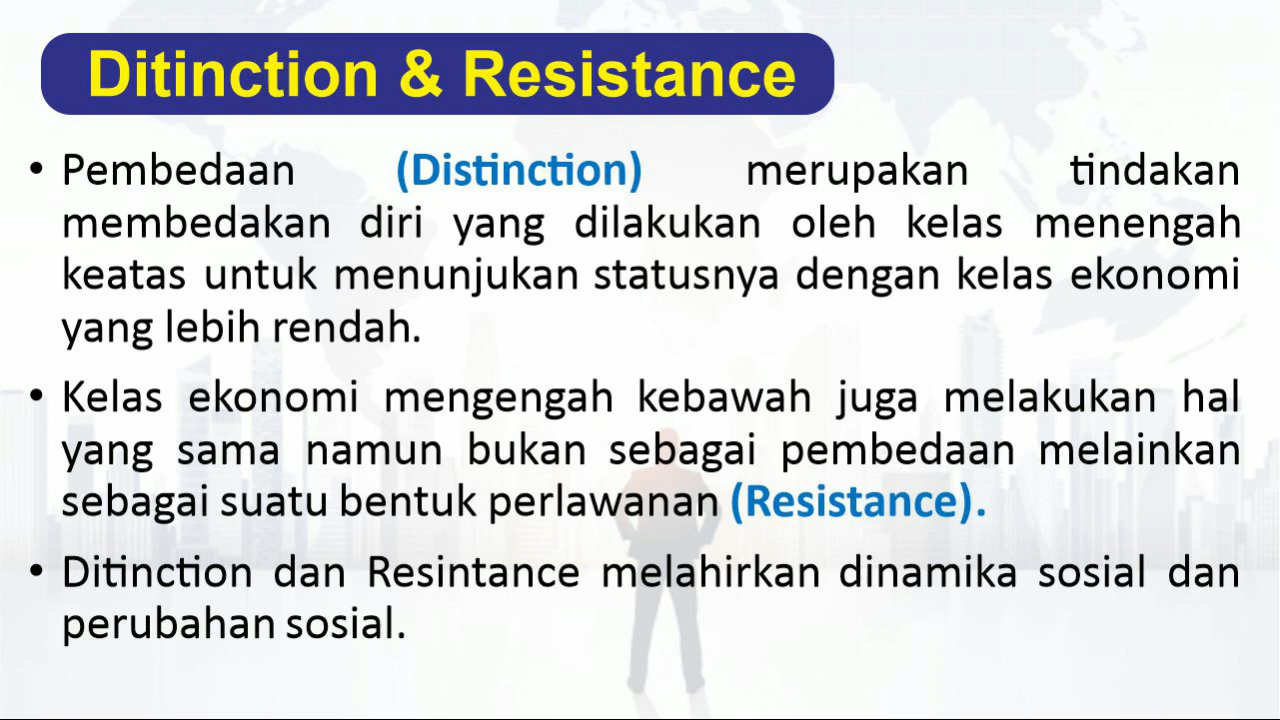 Ditinction & Resistance
• Pembedaan (Distinction) merupakan tindakan
membedakan diri yang dilakukan oleh kelas menengah
keatas untuk menunjukan statusnya dengan kelas ekonomi
yang lebih rendah.
• Kelas ekonomi mengengah kebawah juga melakukan hal
yang sama namun bukan sebagai pembedaan melainkan
sebagai suatu bentuk perlawanan (Resistance).
• Ditinction dan Resintance melahirkan dinamika sosial dan
perubahan sosial.